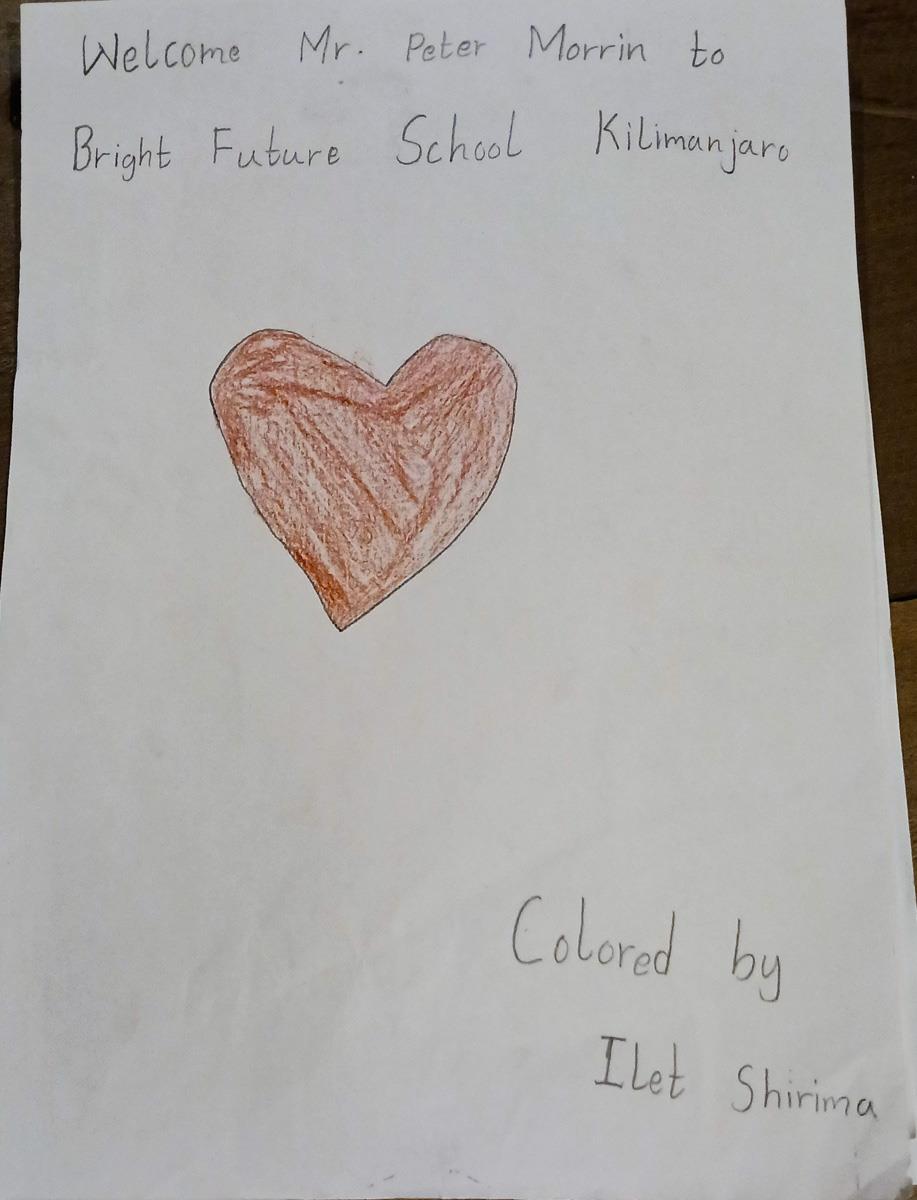 Welcome Mr. Peter Morrin to
Bright Future School Kilimanjaro
Colored by
Ilet Shirima